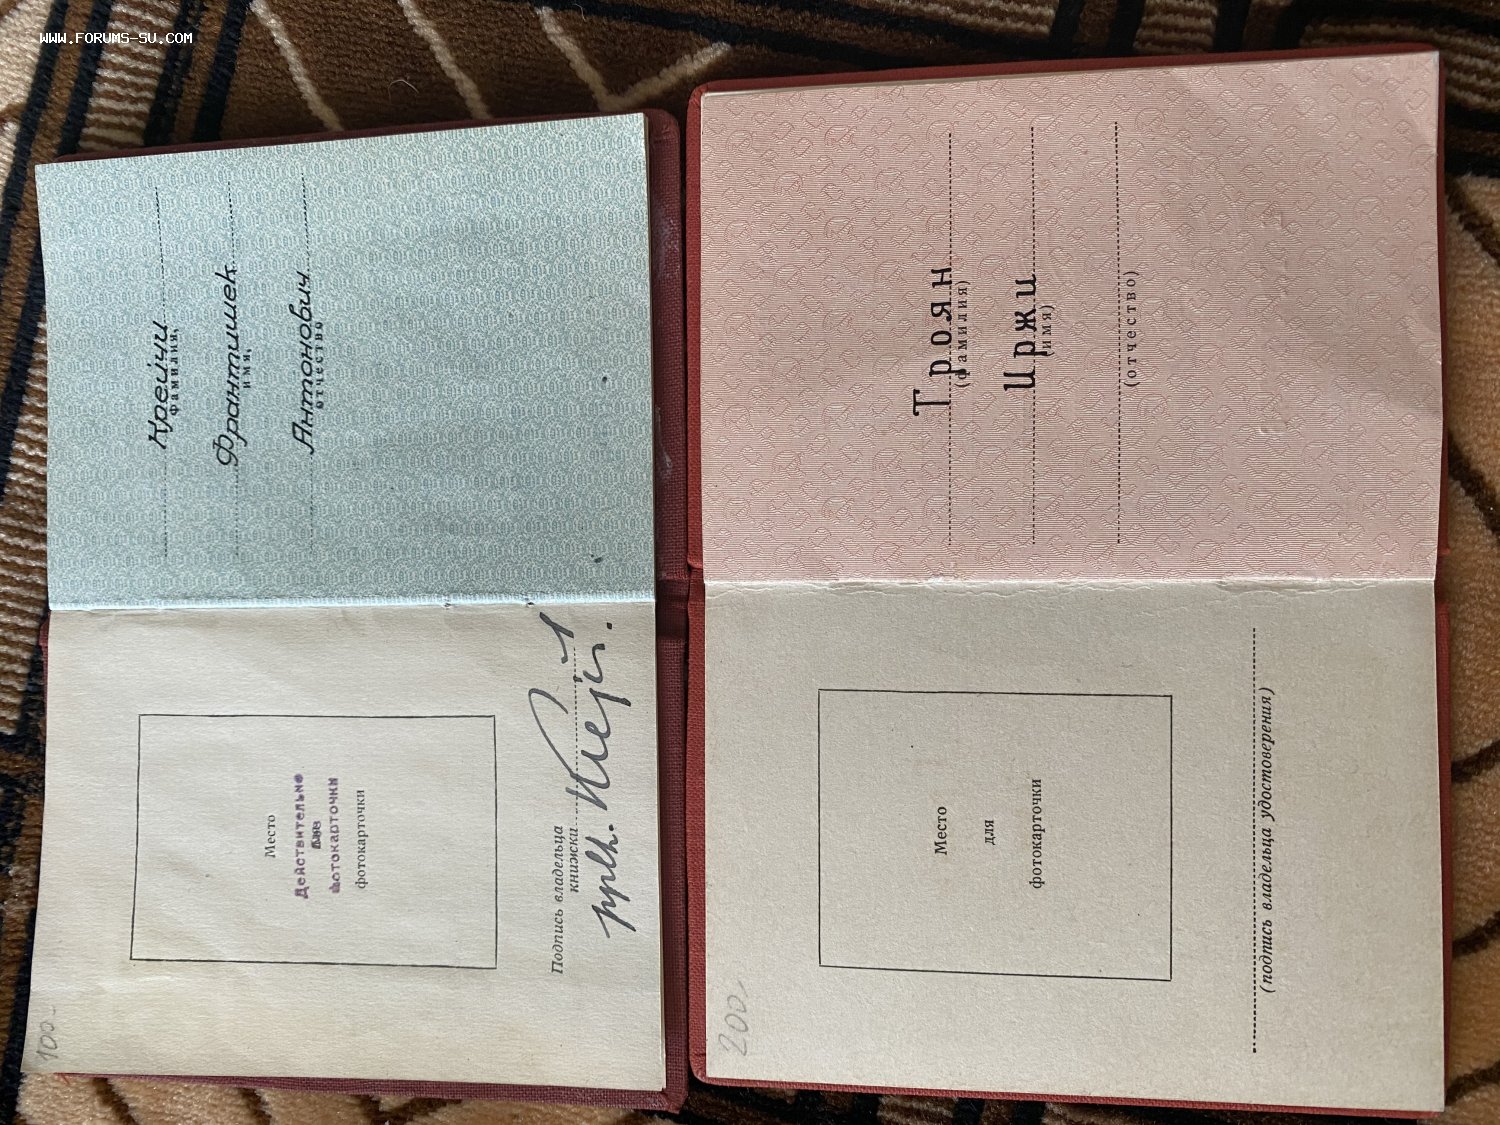 WWW.FORUMS-SU.COM
100-
Место
Действительно
без
фотокарточки
фотокарточки
Подпись владельца
книжки
Крейчи
фамилия,
Франтишек
имя,
Антонович
отчество
200-
Место
для
фотокарточки
(подпись владельца удостоверения)
Троян
(фамилия)
Иржи
(имя)
(отчество)